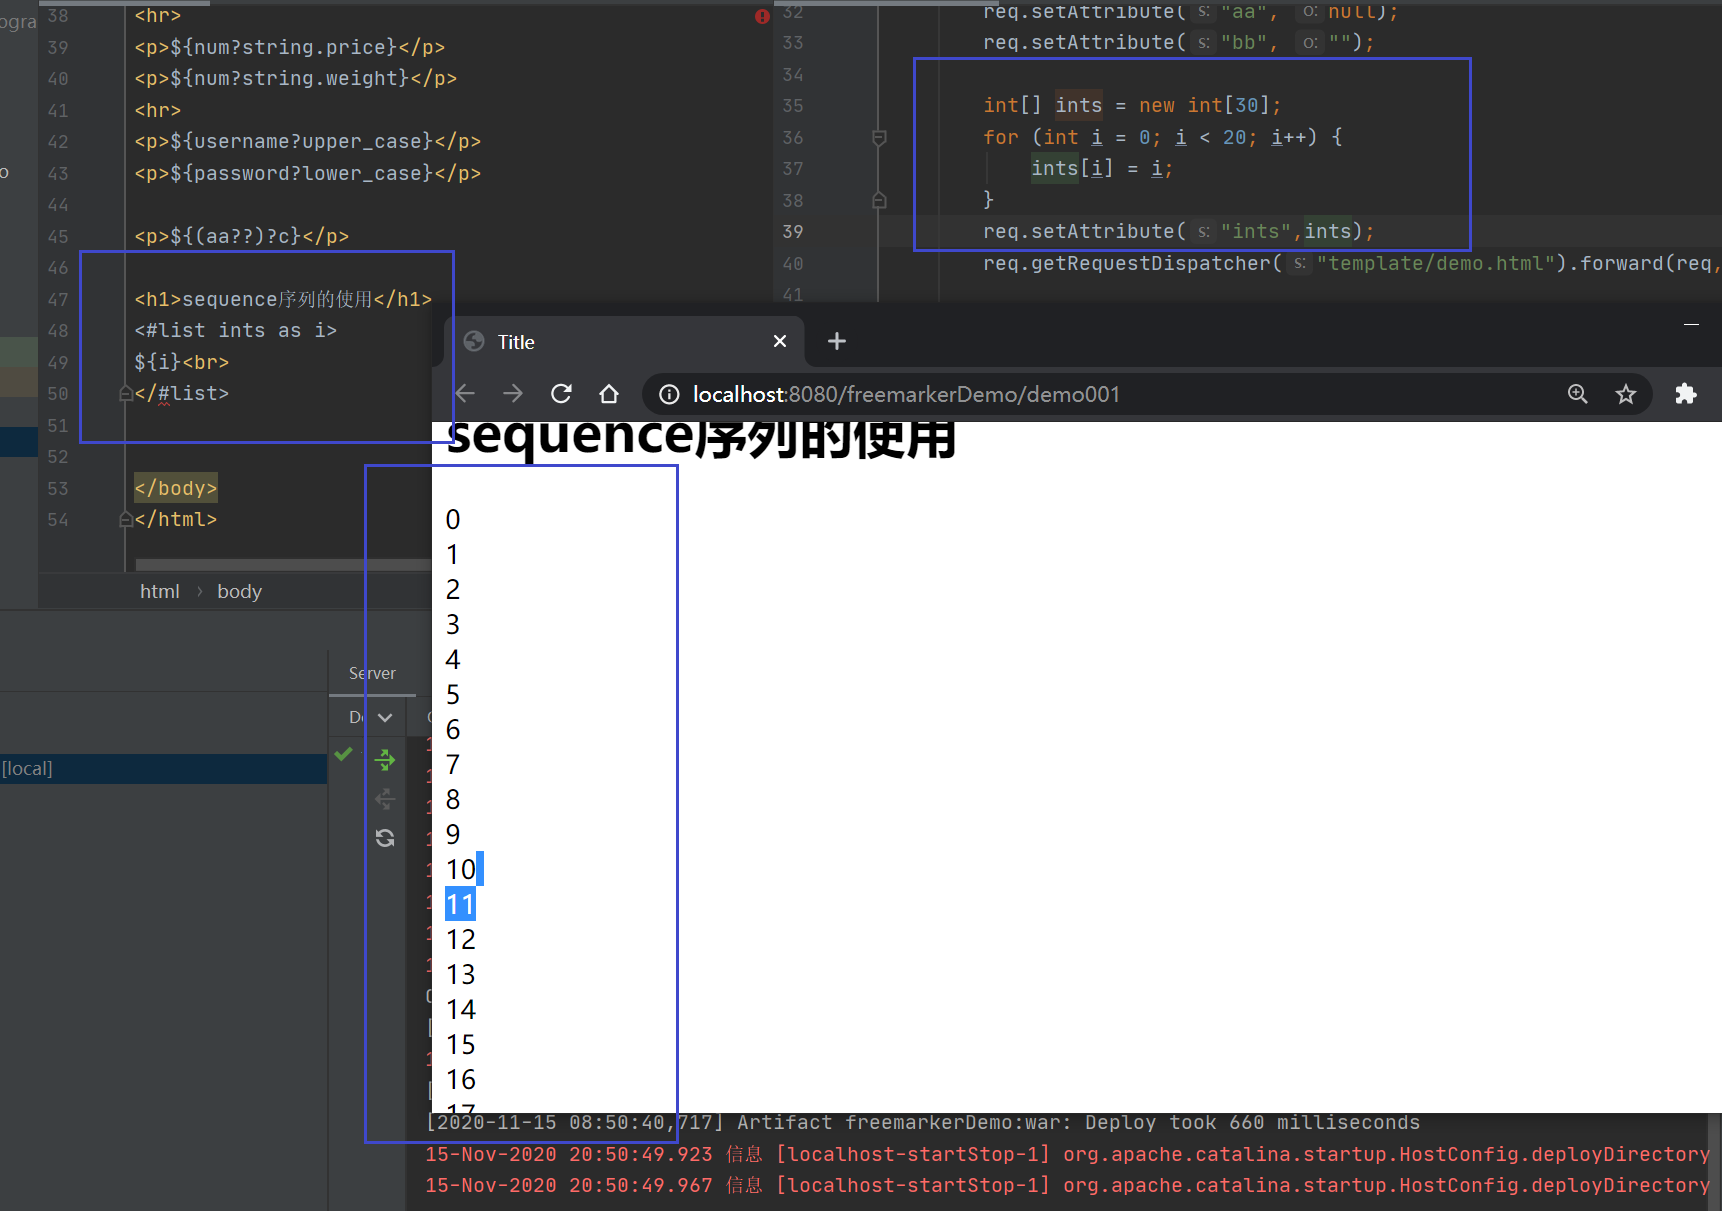 ogra
o
38 <hr>
39 <p>${num?string.price}</p>
40 <p>${num?string.weight}</p>
41 <hr>
42 <p>${username?upper_case}</p>
43 <p>${password?lower_case}</p>
44
45 <p>${(aa??)?c}</p>
46
47 <h1>sequence序列的使用</h1>
48 <#list ints as i>
49 ${i}<br>
50 </#list>
51
52
53 </body>
54 </html>
html › body
32 req.setAttribute( s: "aa", o: null);
33 req.setAttribute( s: "bb", o: "");
34
35 int[] ints = new int[30];
36 for (int i = 0; i < 20; i++) {
37 ints[i] = i;
38 }
39 req.setAttribute( s: "ints",ints);
40 req.getRequestDispatcher( s: "template/demo.html").forward(req,
41
Title
localhost:8080/freemarkerDemo/demo001
sequence序列的使用
0
1
2
3
4
5
6
7
8
9
10
11
12
13
14
15
16
17
Server
[local]
[2020-11-15 08:50:40,717] Artifact freemarkerDemo:war: Deploy took 660 milliseconds
15-Nov-2020 20:50:49.923 信息 [localhost-startStop-1] org.apache.catalina.startup.HostConfig.deployDirectory
15-Nov-2020 20:50:49.967 信息 [localhost-startStop-1] org.apache.catalina.startup.HostConfig.deployDirectory